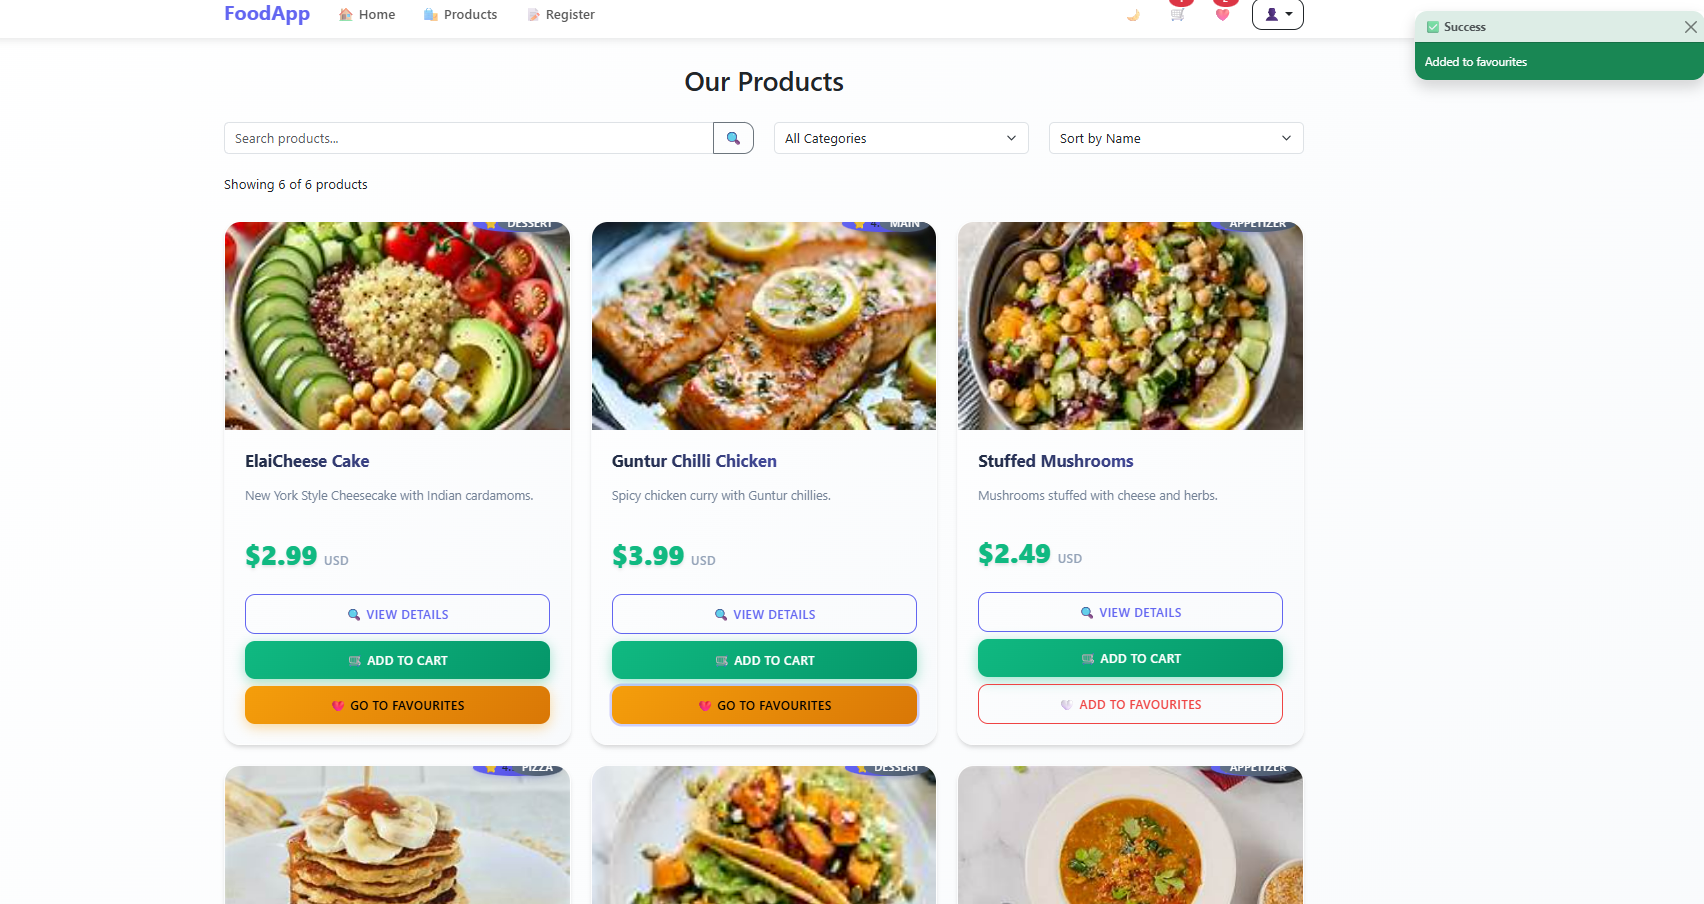 FoodApp
Home
Products
Register
Success
Added to favourites
Our Products
Search products...
All Categories
Sort by Name
Showing 6 of 6 products
DESSERT
MAIN
APPETIZER
ElaiCheese Cake
New York Style Cheesecake with Indian cardamoms.
$2.99 USD
VIEW DETAILS
ADD TO CART
GO TO FAVOURITES
Guntur Chilli Chicken
Spicy chicken curry with Guntur chillies.
$3.99 USD
VIEW DETAILS
ADD TO CART
GO TO FAVOURITES
Stuffed Mushrooms
Mushrooms stuffed with cheese and herbs.
$2.49 USD
VIEW DETAILS
ADD TO CART
ADD TO FAVOURITES
PIZZA
DESSERT
APPETIZER